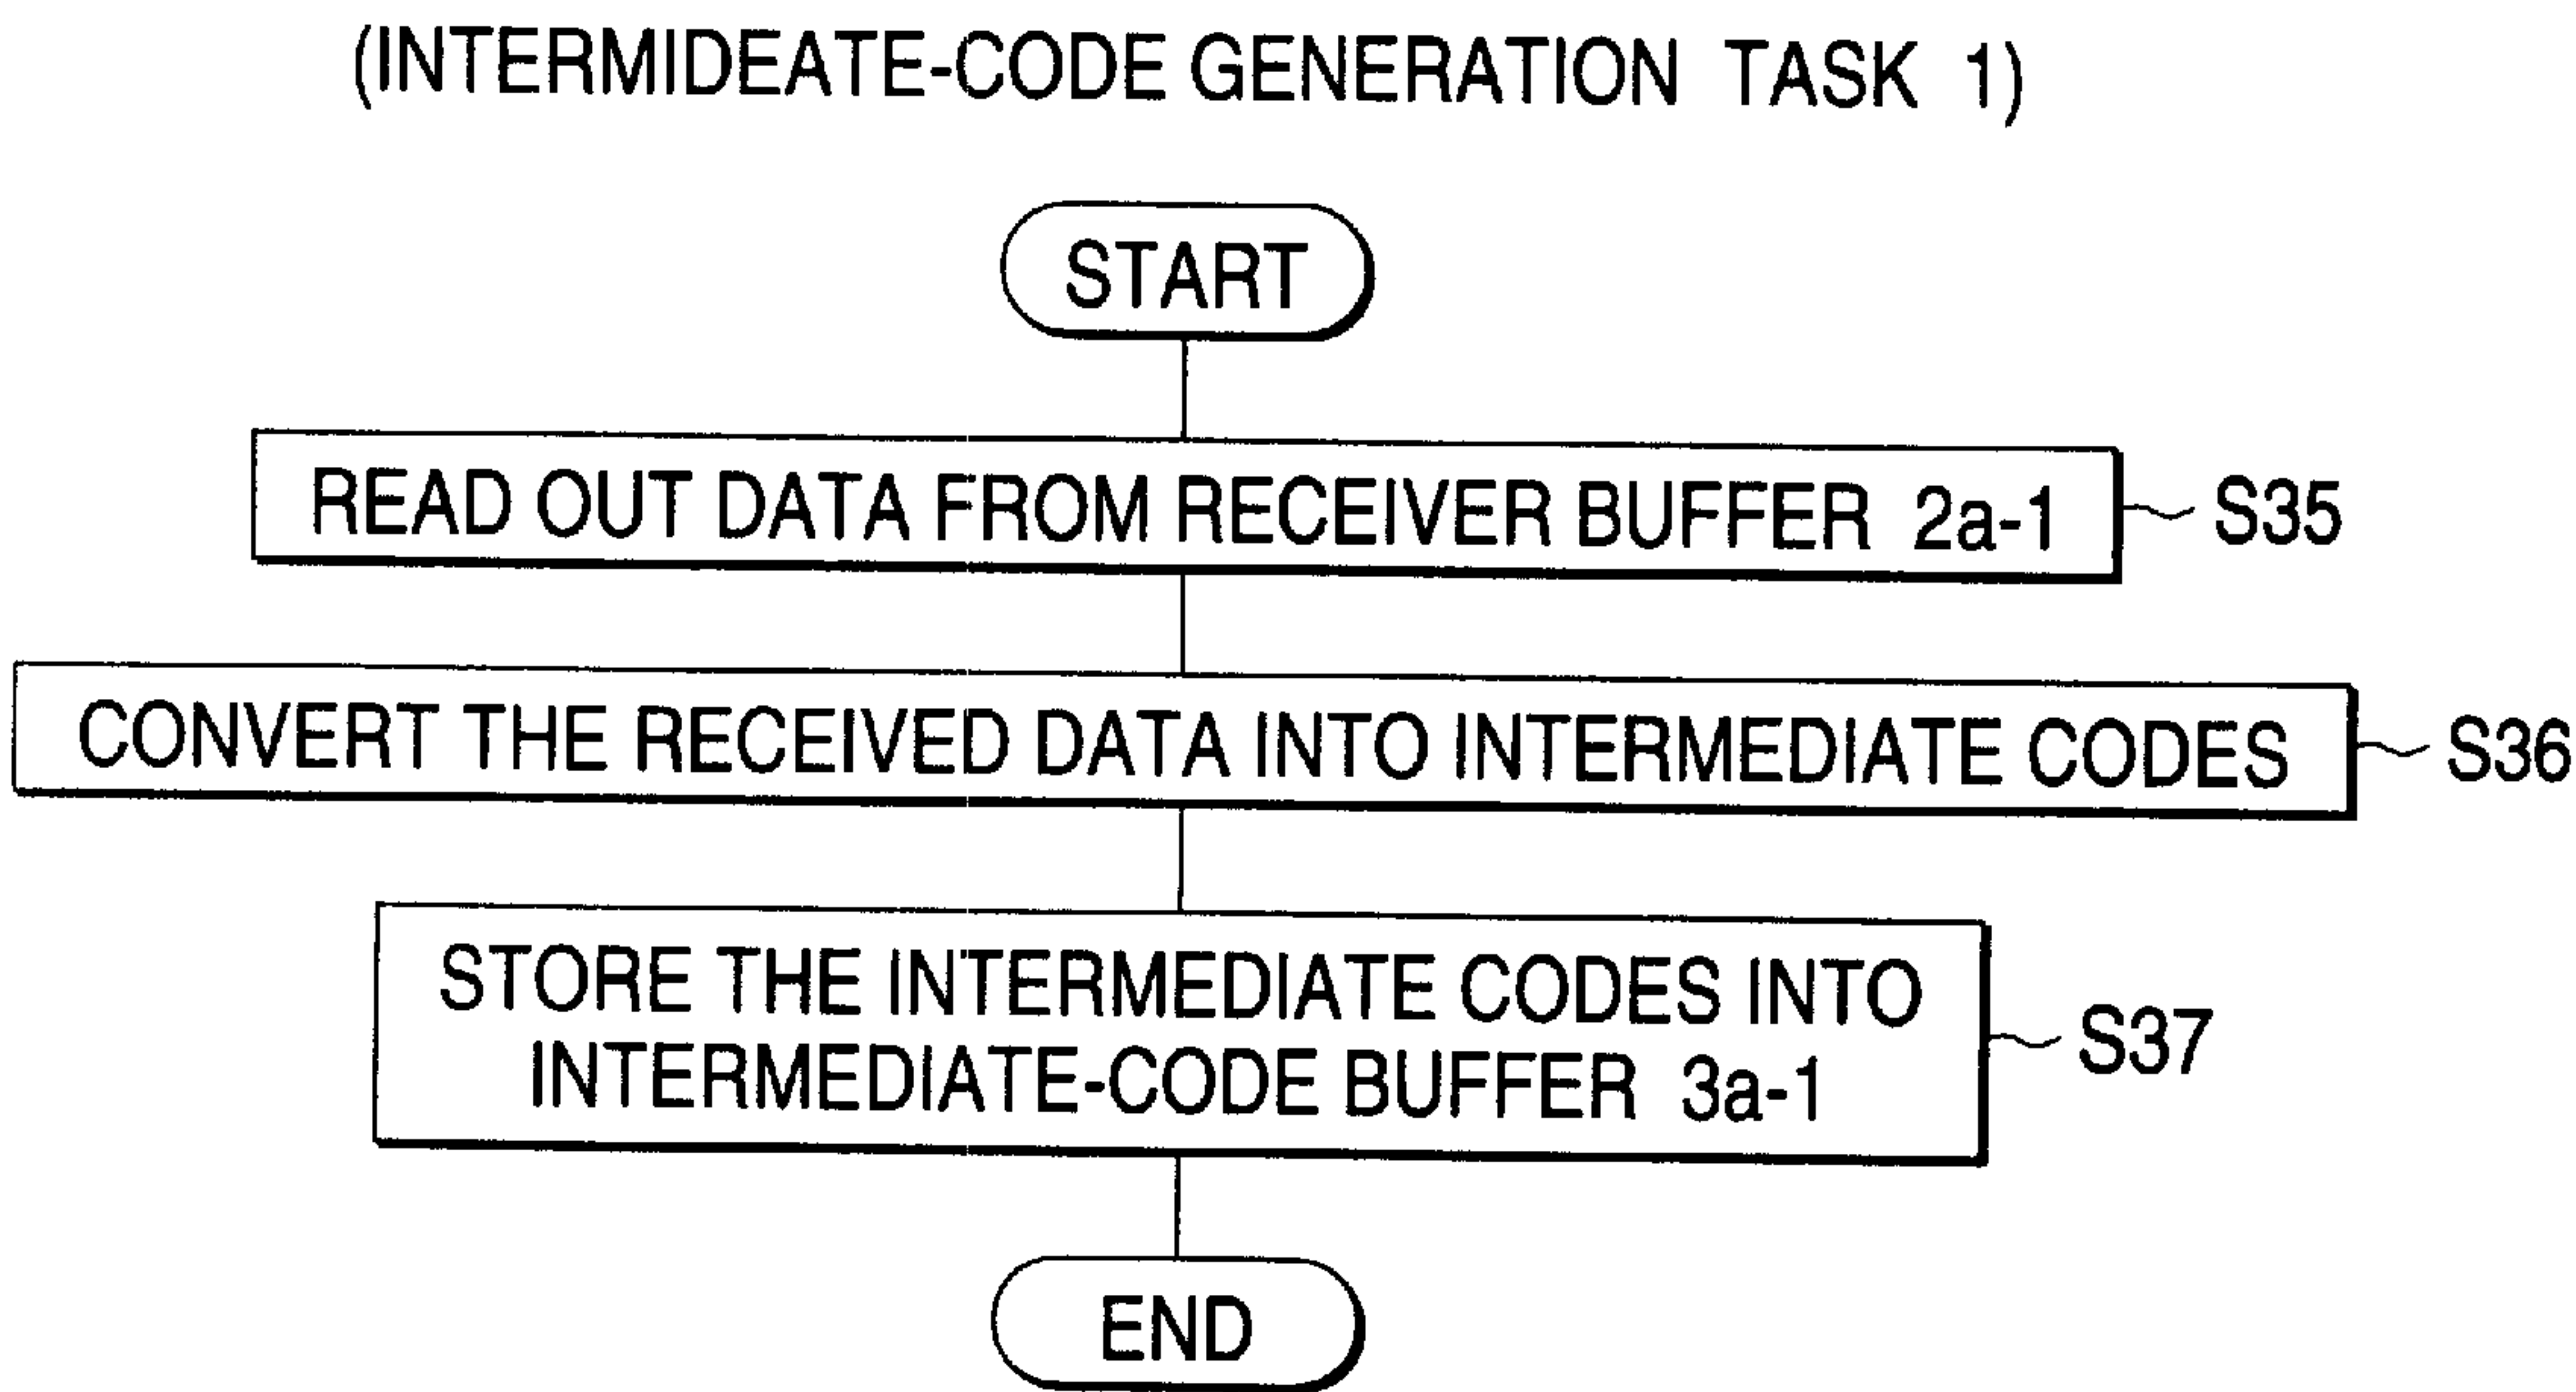 (INTERMIDEATE-CODE GENERATION TASK 1)
START
READ OUT DATA FROM RECEIVER BUFFER 2a-1
S35
CONVERT THE RECEIVED DATA INTO INTERMEDIATE CODES
S36
STORE THE INTERMEDIATE CODES INTO
INTERMEDIATE-CODE BUFFER 3a-1
S37
END